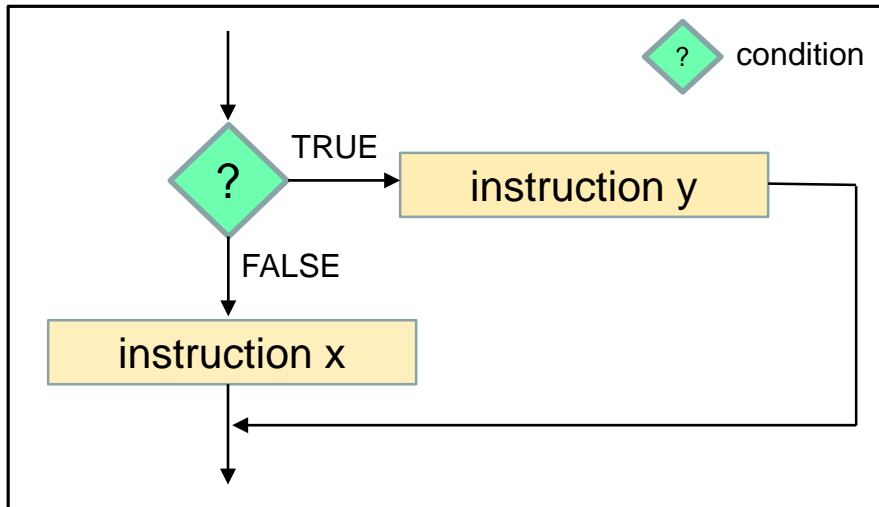 ?
condition
TRUE
?
instruction y
FALSE
instruction x